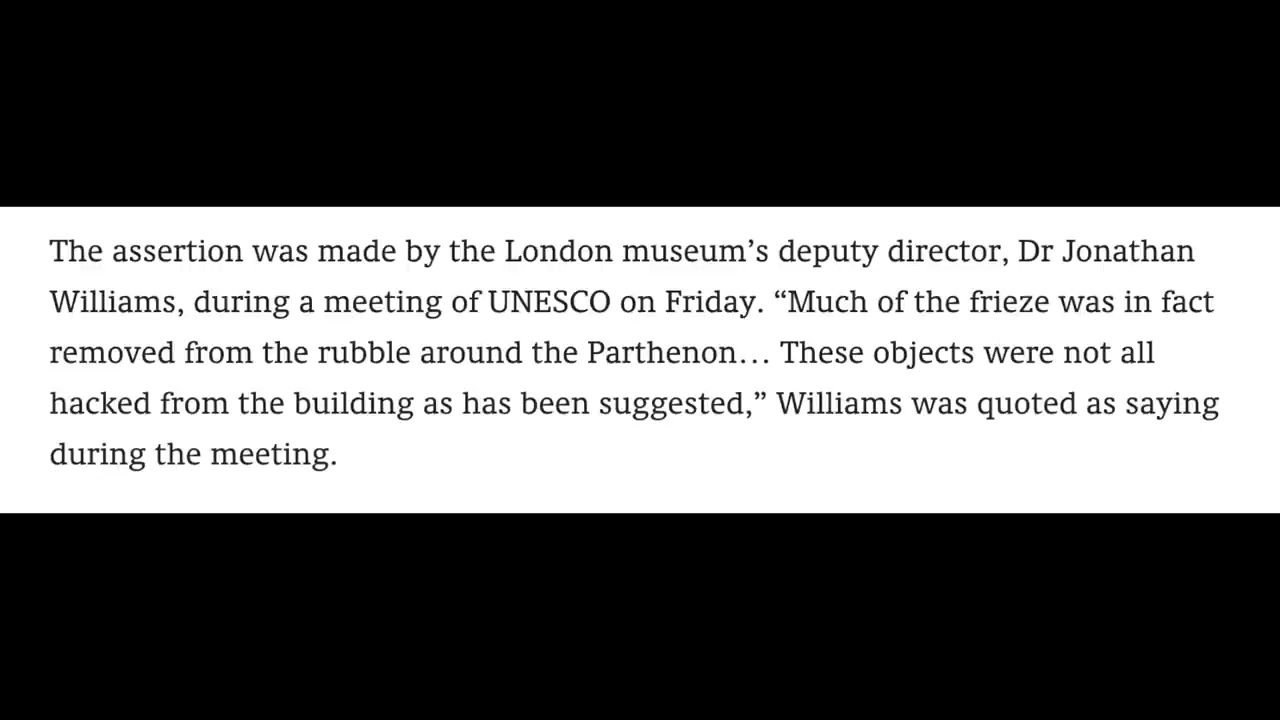 The assertion was made by the London museum’s deputy director, Dr Jonathan
Williams, during a meeting of UNESCO on Friday. “Much of the frieze was in fact
removed from the rubble around the Parthenon… These objects were not all
hacked from the building as has been suggested,” Williams was quoted as saying
during the meeting.